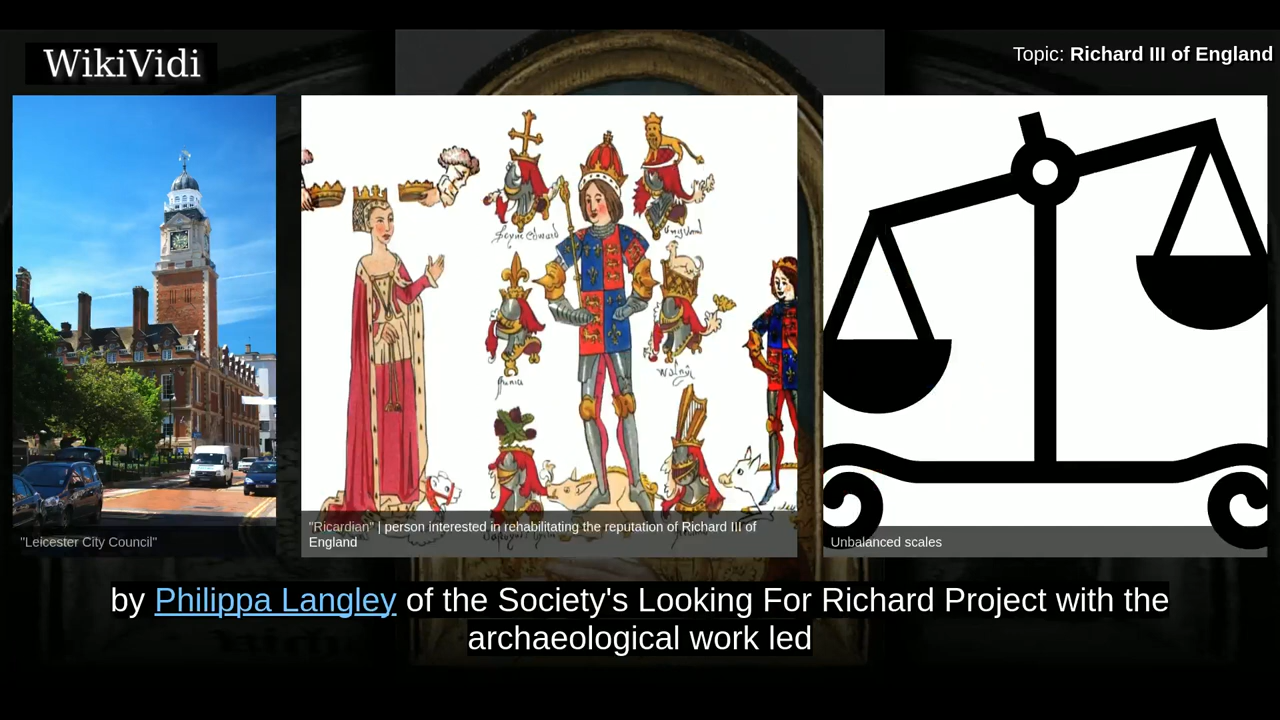 WikiVidi
Topic: Richard III of England
"Leicester City Council"
"Ricardian" | person interested in rehabilitating the reputation of Richard III of
England
Unbalanced scales
by Philippa Langley of the Society's Looking For Richard Project with the
archaeological work led